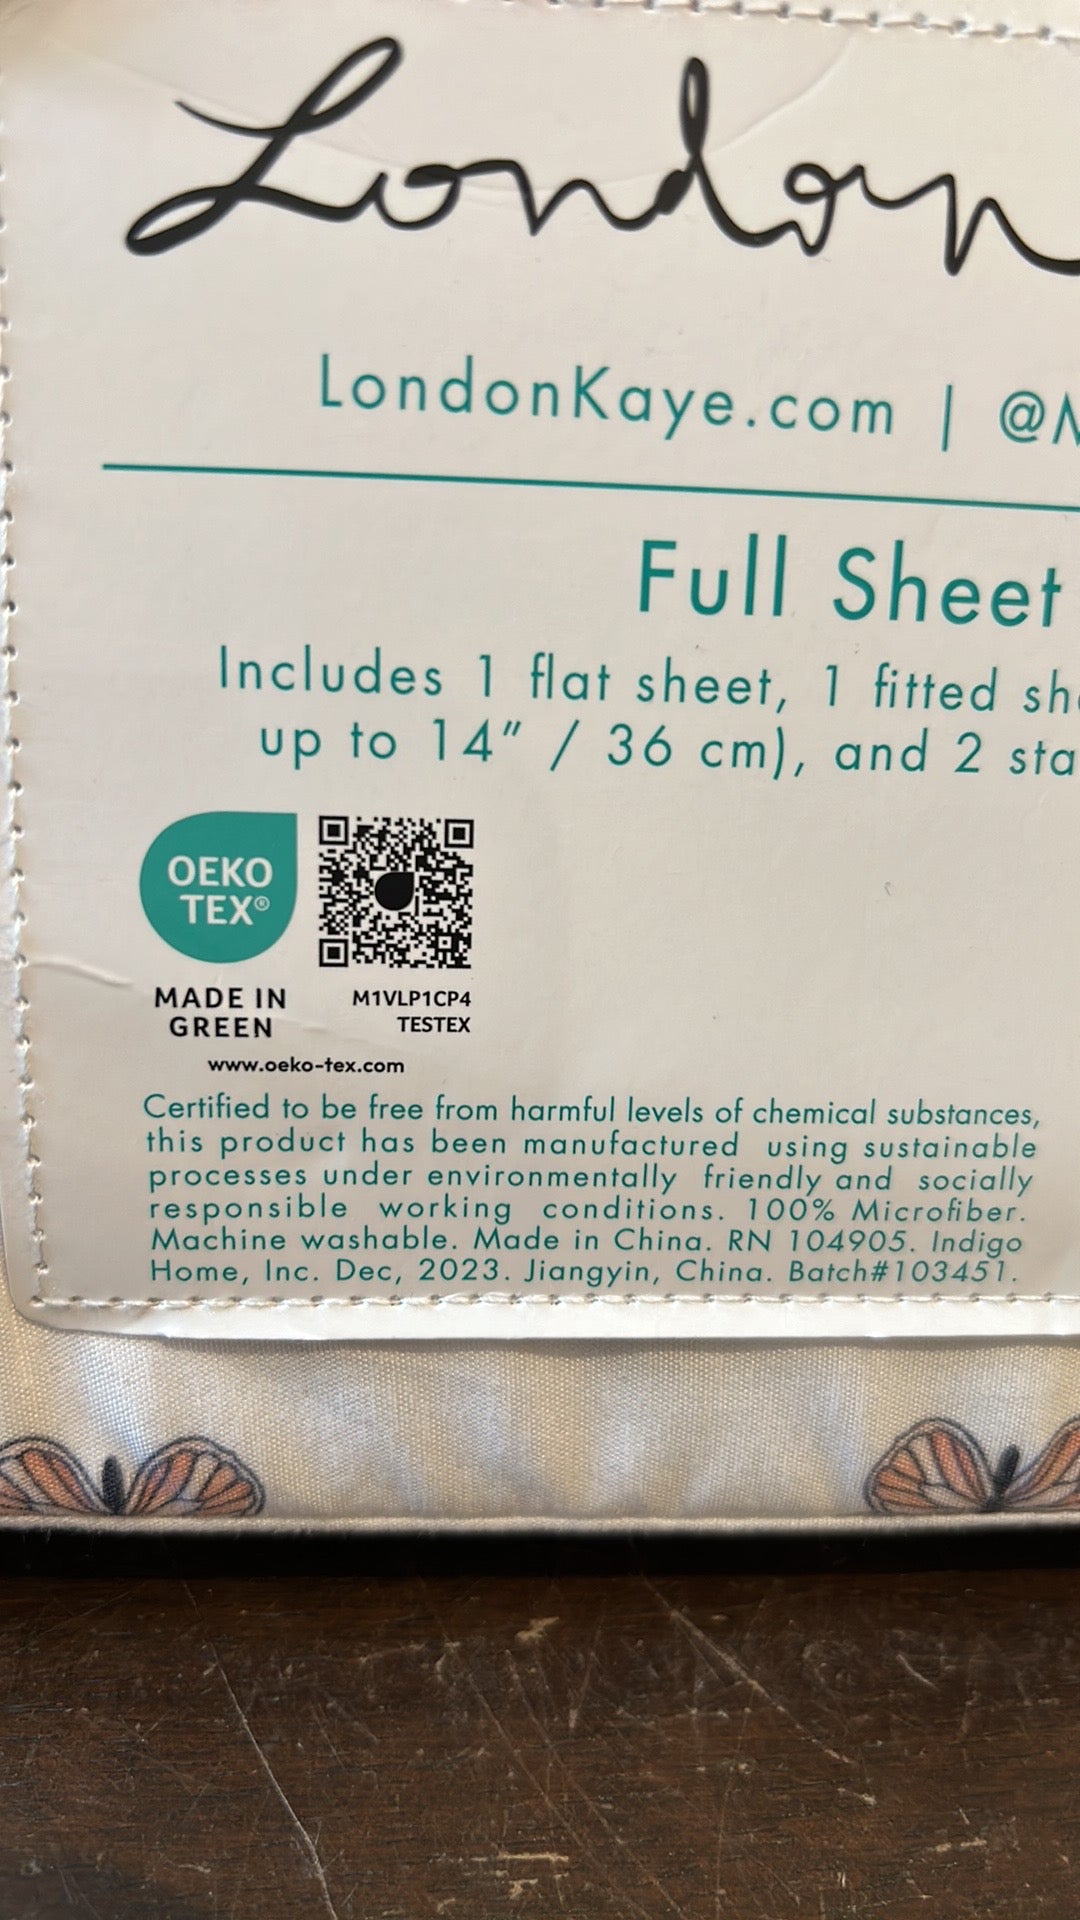 London
LondonKaye.com | @M
Full Sheet
Includes 1 flat sheet, 1 fitted she
up to 14" / 36 cm), and 2 sta
OEKO
TEX®
MADE IN
GREEN
M1VLP1CP4
TESTEX
www.oeko-tex.com
Certified to be free from harmful levels of chemical substances,
this product has been manufactured using sustainable
processes under environmentally friendly and socially
responsible working conditions. 100% Microfiber.
Machine washable. Made in China. RN 104905. Indigo
Home, Inc. Dec, 2023. Jiangyin, China. Batch#103451.